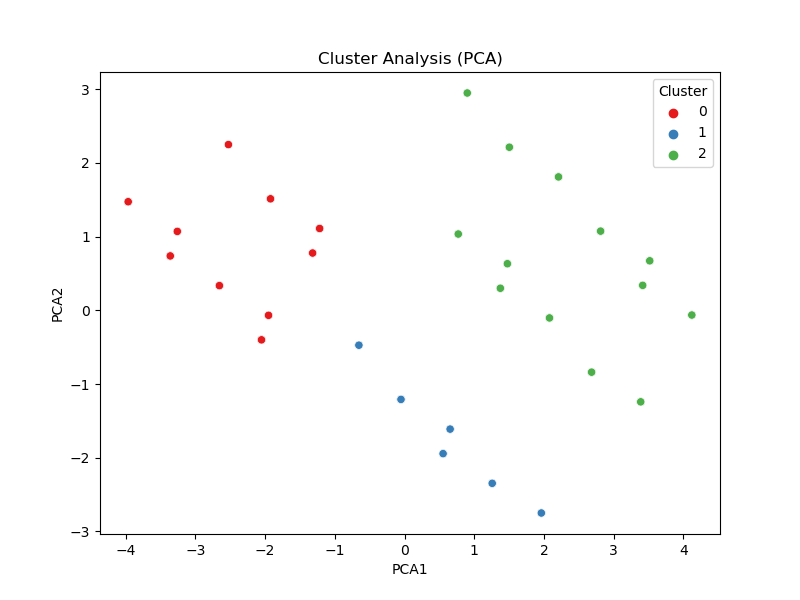 Cluster Analysis (PCA)
Cluster
0
1
2
PCA2
3
2
1
0
−1
−2
−3
−4 −3 −2 −1 0 1 2 3 4
PCA1